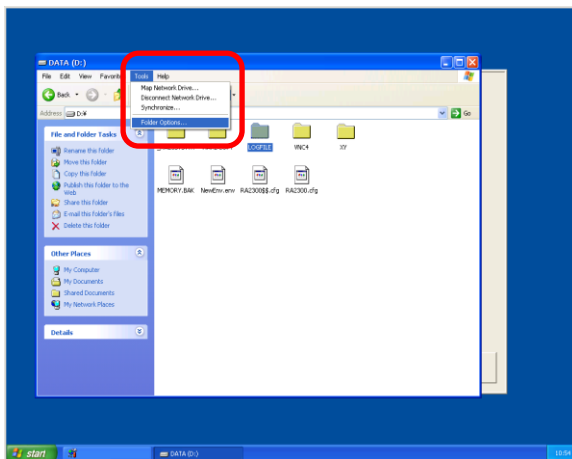 DATA (D:)
File Edit View Favorit Tools Help
Map Network Drive...
Disconnect Network Drive...
Synchronize...
Folder Options...
Back
Address D:¥ Go
File and Folder Tasks
Rename this folder
Move this folder
Copy this folder
Publish this folder to the
Web
Share this folder
E-mail this folder's files
Delete this folder
LOGFILE VNC4 XY
MEMORY.BAK NewEnv.env RA2300$$.cfg RA2300.cfg
Other Places
My Computer
My Documents
Shared Documents
My Network Places
Details
start DATA (D:) 10:54